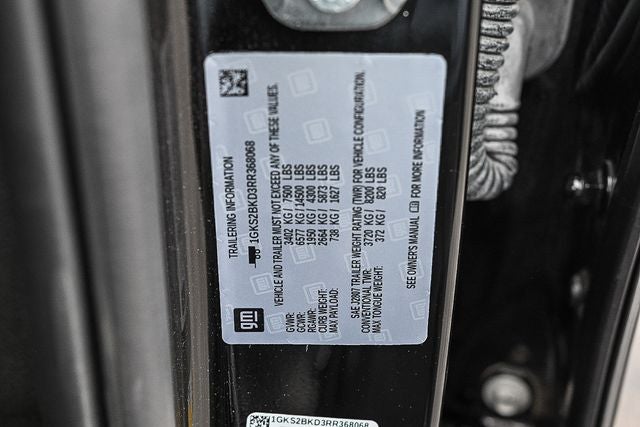 TRAILERING INFORMATION
1GKS2BKD3RR368068
gm
VEHICLE AND TRAILER MUST NOT EXCEED ANY OF THESE VALUES.
GVWR: 3402 KG / 7500 LBS
GCWR: 6577 KG / 14500 LBS
RGAWR: 1950 KG / 4300 LBS
CURB WEIGHT: 2664 KG / 5873 LBS
MAX PAYLOAD: 738 KG / 1627 LBS
SAE J2807 TRAILER WEIGHT RATING (TWR) FOR VEHICLE CONFIGURATION.
CONVENTIONAL TWR: 3720 KG / 8200 LBS
MAX TONGUE WEIGHT: 372 KG / 820 LBS
SEE OWNER'S MANUAL FOR MORE INFORMATION
1GKS2BKD3RR368068